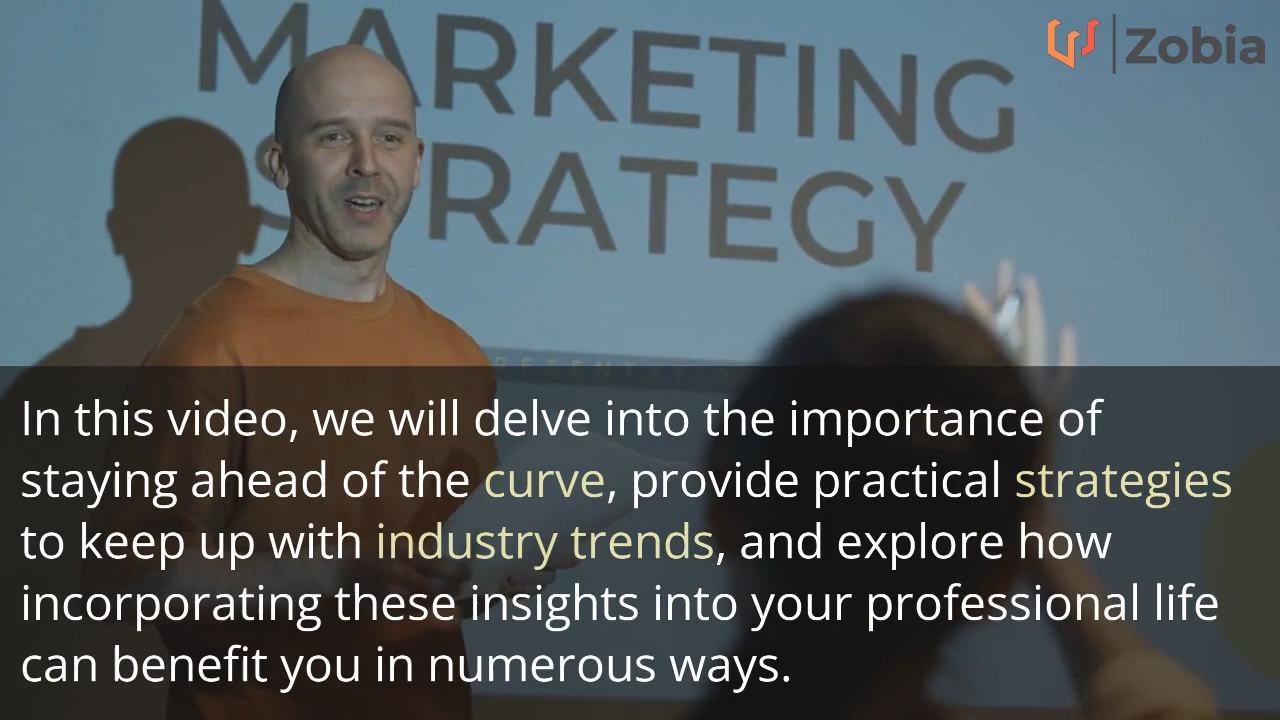 MARKETING
STRATEGY
Zobia
In this video, we will delve into the importance of
staying ahead of the curve, provide practical strategies
to keep up with industry trends, and explore how
incorporating these insights into your professional life
can benefit you in numerous ways.